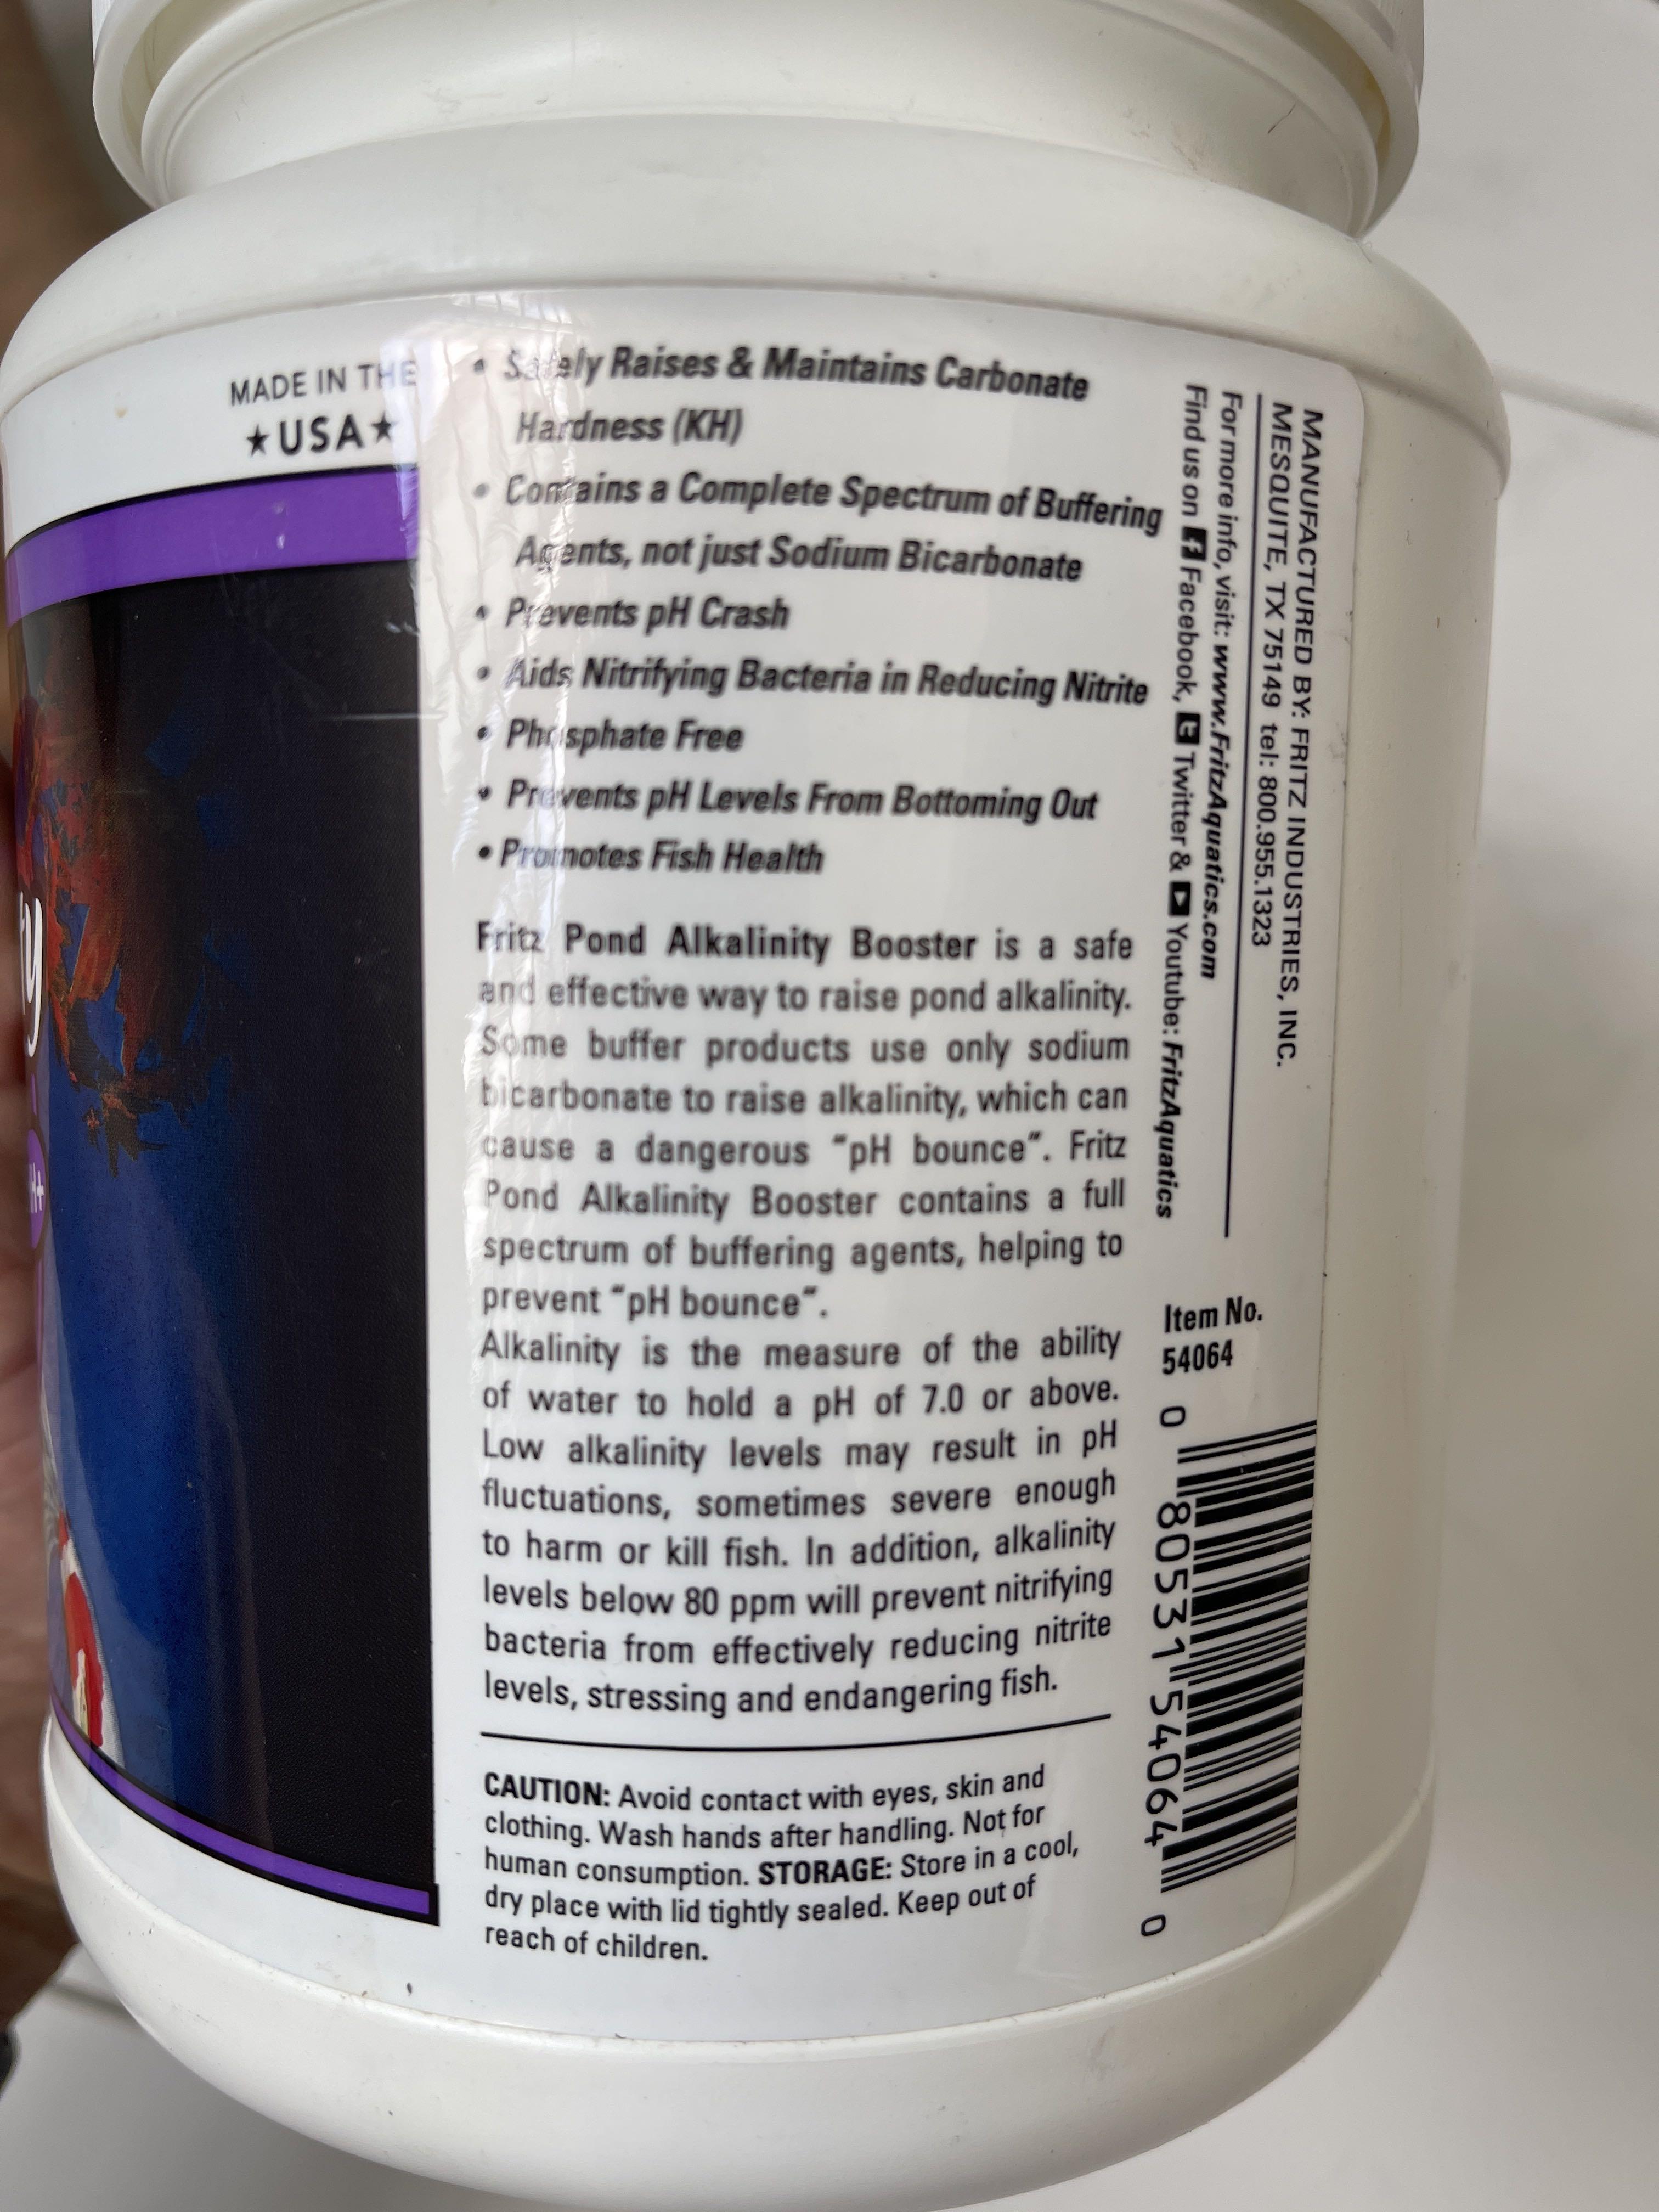 MADE IN THE
★USA★
y
H+
• Safely Raises & Maintains Carbonate
Hardness (KH)
• Contains a Complete Spectrum of Buffering
Agents, not just Sodium Bicarbonate
• Prevents pH Crash
• Aids Nitrifying Bacteria in Reducing Nitrite
• Phosphate Free
• Prevents pH Levels From Bottoming Out
• Promotes Fish Health
Fritz Pond Alkalinity Booster is a safe
and effective way to raise pond alkalinity.
Some buffer products use only sodium
bicarbonate to raise alkalinity, which can
cause a dangerous “pH bounce”. Fritz
Pond Alkalinity Booster contains a full
spectrum of buffering agents, helping to
prevent “pH bounce”.
Alkalinity is the measure of the ability
of water to hold a pH of 7.0 or above.
Low alkalinity levels may result in pH
fluctuations, sometimes severe enough
to harm or kill fish. In addition, alkalinity
levels below 80 ppm will prevent nitrifying
bacteria from effectively reducing nitrite
levels, stressing and endangering fish.
CAUTION: Avoid contact with eyes, skin and
clothing. Wash hands after handling. Not for
human consumption. STORAGE: Store in a cool,
dry place with lid tightly sealed. Keep out of
reach of children.
MANUFACTURED BY: FRITZ INDUSTRIES, INC.
MESQUITE, TX 75149 tel: 800.955.1323
For more info, visit: www.FritzAquatics.com
Find us on f Facebook, t Twitter & Youtube: FritzAquatics
Item No.
54064
0 80531 54064 0